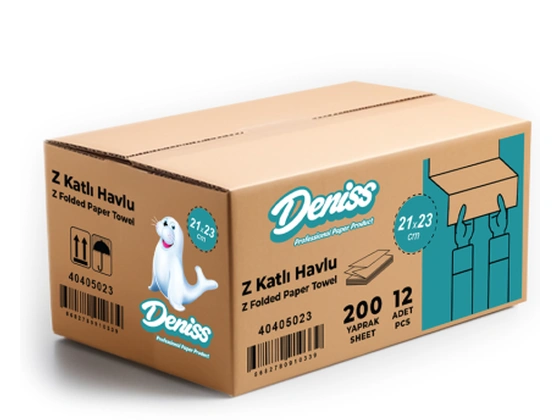 Z Katlı Havlu
Z Folded Paper Towel
21x23
cm
40405023
Deniss
Professional Paper Product
Deniss
Professional Paper Product
21x23
cm
Z Katlı Havlu
Z Folded Paper Towel
40405023
200
YAPRAK
SHEET
12
ADET
PCS